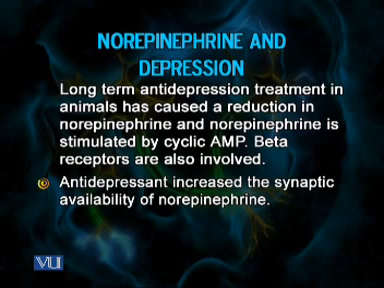 NOREPINEPHRINE AND
DEPRESSION
Long term antidepression treatment in
animals has caused a reduction in
norepinephrine and norepinephrine is
stimulated by cyclic AMP. Beta
receptors are also involved.
Antidepressant increased the synaptic
availability of norepinephrine.
VU